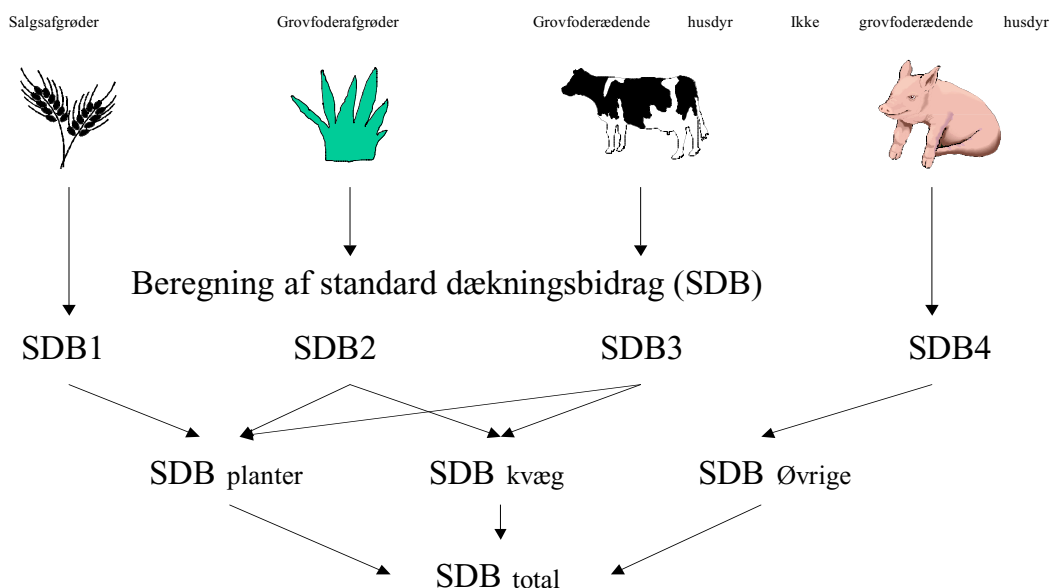 Salgsafgrøder Grovfoderafgrøder Grovfoderædende husdyr Ikke grovfoderædende husdyr
Beregning af standard dækningsbidrag (SDB)
SDB1 SDB2 SDB3 SDB4
SDB planter SDB kvæg SDB Øvrige
SDB total